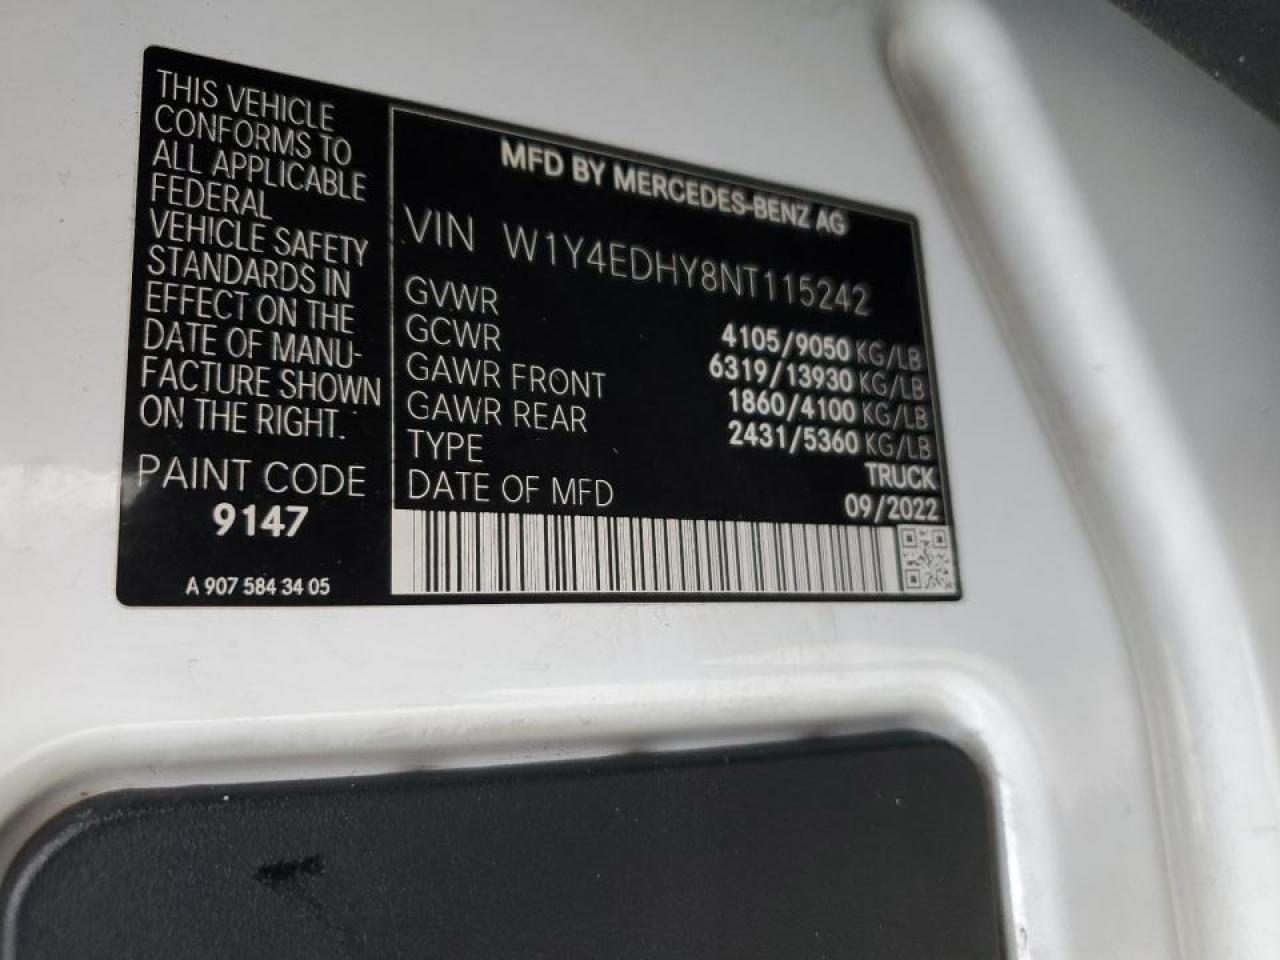 THIS VEHICLE
CONFORMS TO
ALL APPLICABLE
FEDERAL
VEHICLE SAFETY
STANDARDS IN
EFFECT ON THE
DATE OF MANU-
FACTURE SHOWN
ON THE RIGHT.
PAINT CODE
9147
A 907 584 34 05
MFD BY MERCEDES-BENZ AG
VIN W1Y4EDHY8NT115242
GVWR 4105/9050 KG/LB
GCWR 6319/13930 KG/LB
GAWR FRONT 1860/4100 KG/LB
GAWR REAR 2431/5360 KG/LB
TYPE TRUCK
DATE OF MFD 09/2022